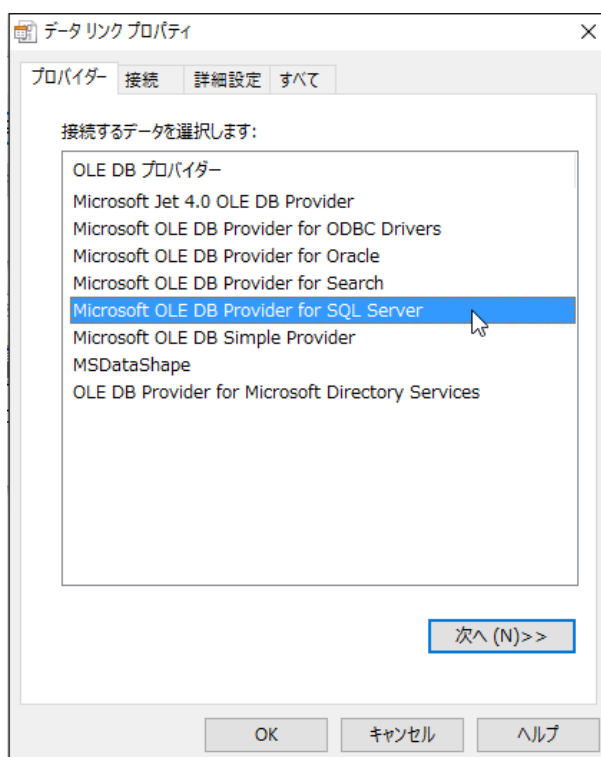 データ リンク プロパティ
プロバイダー 接続 詳細設定 すべて
接続するデータを選択します:
OLE DB プロバイダー
Microsoft Jet 4.0 OLE DB Provider
Microsoft OLE DB Provider for ODBC Drivers
Microsoft OLE DB Provider for Oracle
Microsoft OLE DB Provider for Search
Microsoft OLE DB Provider for SQL Server
Microsoft OLE DB Simple Provider
MSDataShape
OLE DB Provider for Microsoft Directory Services
次へ (N)>>
OK キャンセル ヘルプ